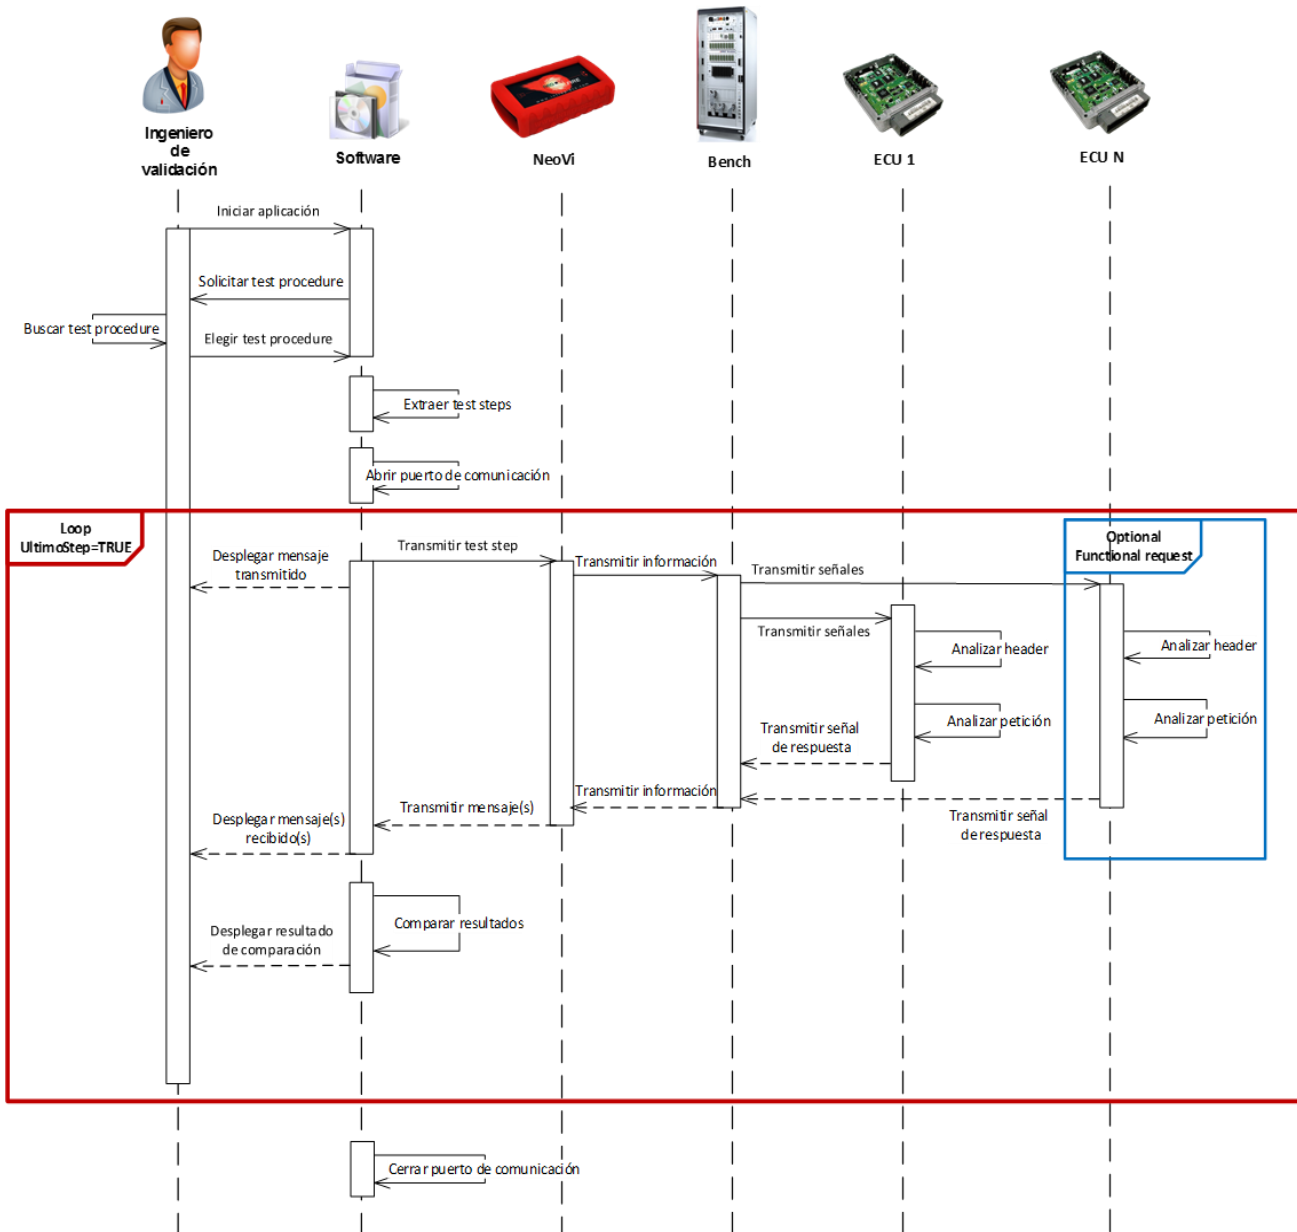 Ingeniero
de
validación
Software
NeoVi
Bench
ECU 1
ECU N
Iniciar aplicación
Solicitar test procedure
Buscar test procedure
Elegir test procedure
Extraer test steps
Abrir puerto de comunicación
Loop
UltimoStep=TRUE
Optional
Functional request
Desplegar mensaje
transmitido
Transmitir test step
Transmitir información
Transmitir señales
Transmitir señales
Analizar header
Analizar header
Analizar petición
Analizar petición
Transmitir señal
de respuesta
Transmitir información
Transmitir mensaje(s)
Transmitir señal
de respuesta
Desplegar mensaje(s)
recibido(s)
Comparar resultados
Desplegar resultado
de comparación
Cerrar puerto de comunicación